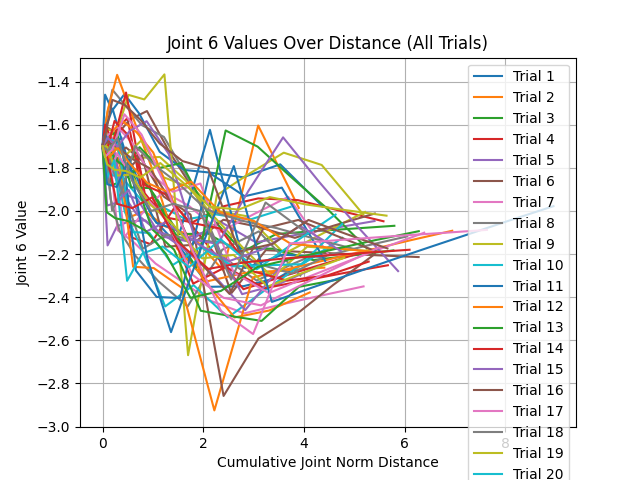 Joint 6 Values Over Distance (All Trials)
Joint 6 Value
−1.4
−1.6
−1.8
−2.0
−2.2
−2.4
−2.6
−2.8
−3.0
0
2
4
6
8
Cumulative Joint Norm Distance
Trial 1
Trial 2
Trial 3
Trial 4
Trial 5
Trial 6
Trial 7
Trial 8
Trial 9
Trial 10
Trial 11
Trial 12
Trial 13
Trial 14
Trial 15
Trial 16
Trial 17
Trial 18
Trial 19
Trial 20